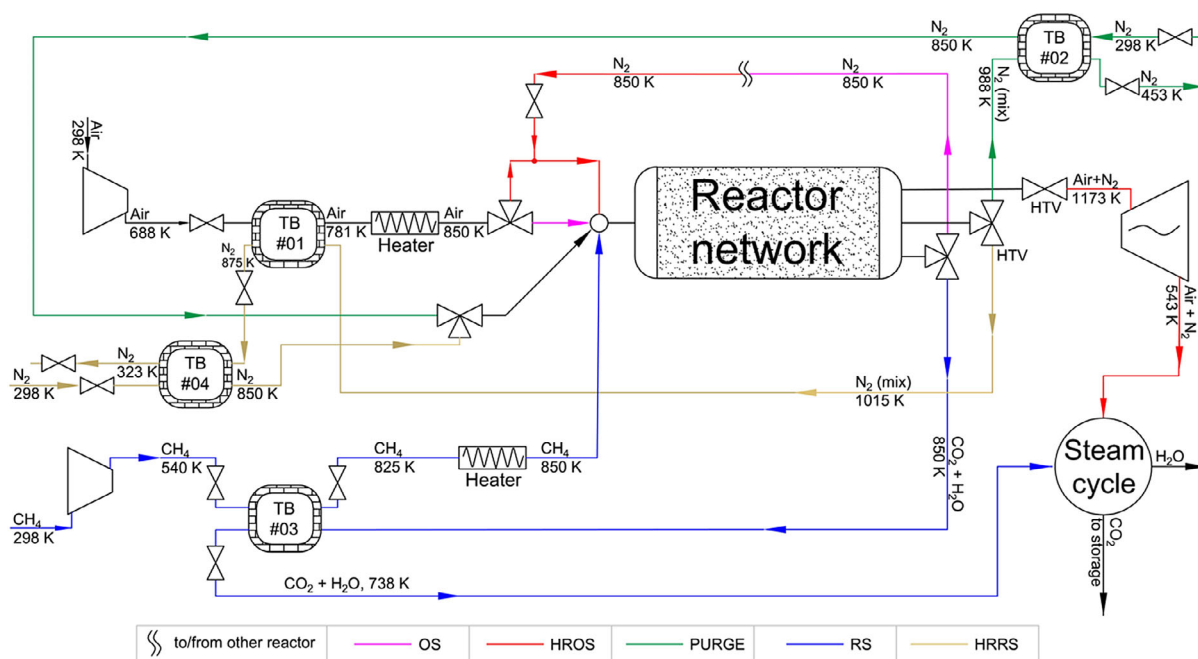 N₂
850 K
TB
#02
N₂
298 K
N₂
453 K
N₂ (mix)
988 K
N₂
850 K
N₂
850 K
Air
298 K
Air
688 K
TB
#01
Air
781 K
Heater
Air
850 K
N₂
875 K
Reactor
network
HTV
Air+N₂
1173 K
HTV
Air + N₂
543 K
N₂
323 K
N₂
298 K
TB
#04
N₂
850 K
N₂ (mix)
1015 K
CH₄
540 K
CH₄
298 K
TB
#03
CH₄
825 K
Heater
CH₄
850 K
CO₂ + H₂O
850 K
CO₂ + H₂O, 738 K
Steam
cycle
H₂O
CO₂
to storage
to/from other reactor
OS
HROS
PURGE
RS
HRRS